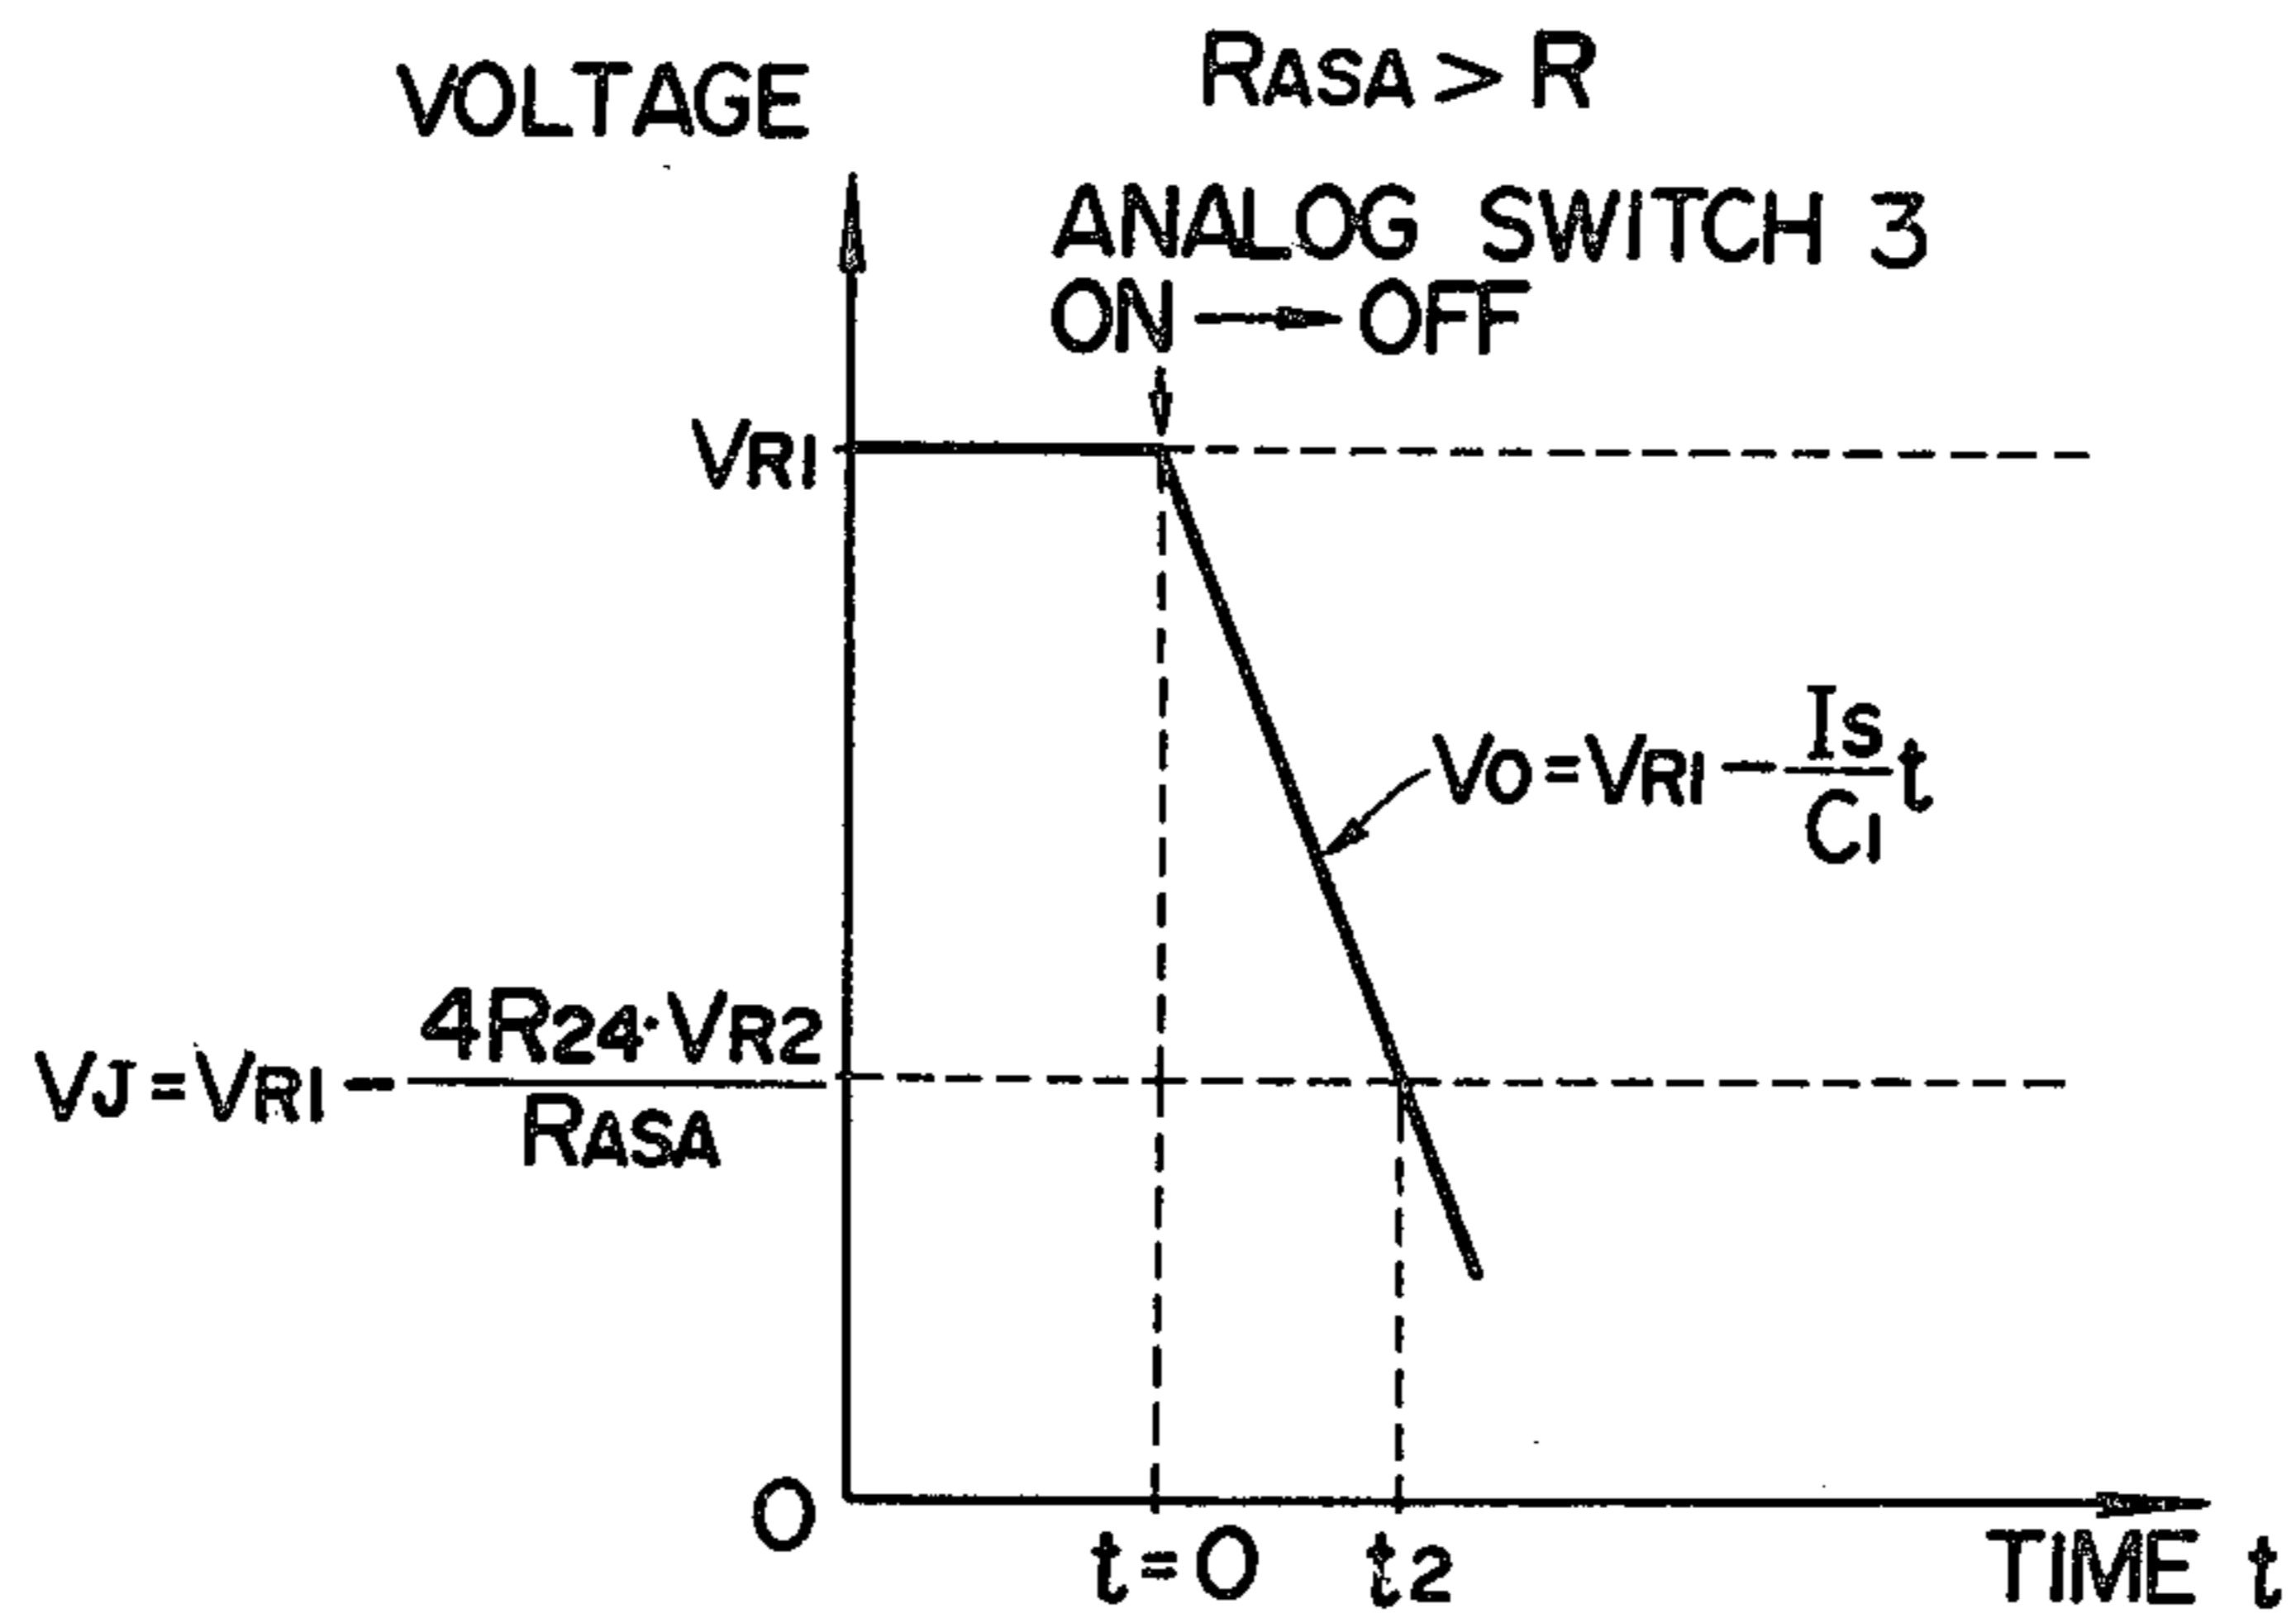 VOLTAGE
RASA > R
ANALOG SWITCH 3
ON → OFF
VR1
VO = VR1 − IS/C1 t
VJ = VR1 − 4R24·VR2/RASA
O
t=0
t2
TIME t